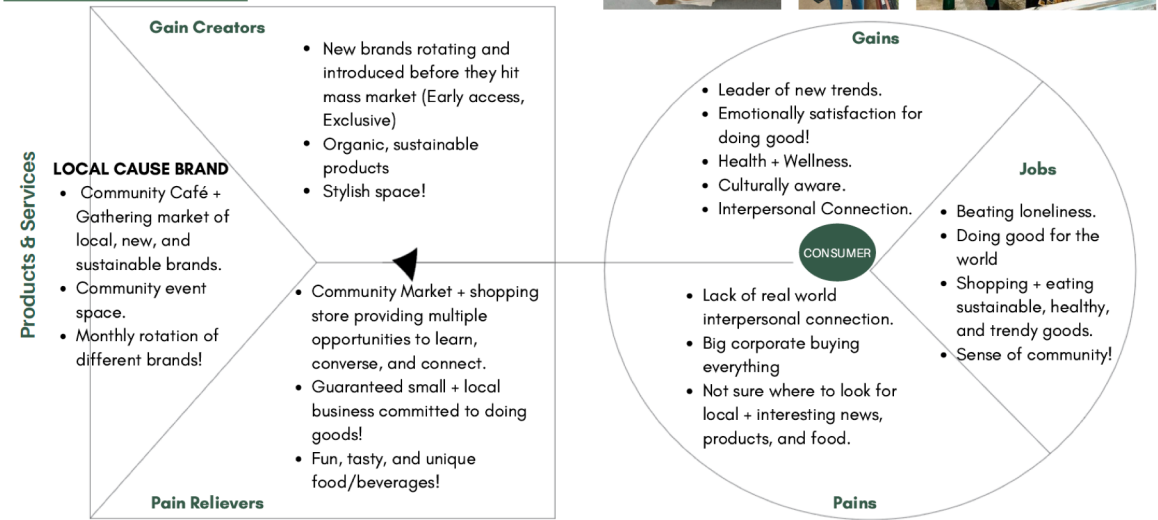 Gain Creators
• New brands rotating and
introduced before they hit
mass market (Early access,
Exclusive)
• Organic, sustainable
products
• Stylish space!
Products & Services
LOCAL CAUSE BRAND
• Community Café +
Gathering market of
local, new, and
sustainable brands.
• Community event
space.
• Monthly rotation of
different brands!
• Community Market + shopping
store providing multiple
opportunities to learn,
converse, and connect.
• Guaranteed small + local
business committed to doing
goods!
• Fun, tasty, and unique
food/beverages!
Pain Relievers
Gains
• Leader of new trends.
• Emotionally satisfaction for
doing good!
• Health + Wellness.
• Culturally aware.
• Interpersonal Connection.
CONSUMER
Jobs
• Beating loneliness.
• Doing good for the
world
• Shopping + eating
sustainable, healthy,
and trendy goods.
• Sense of community!
• Lack of real world
interpersonal connection.
• Big corporate buying
everything
• Not sure where to look for
local + interesting news,
products, and food.
Pains